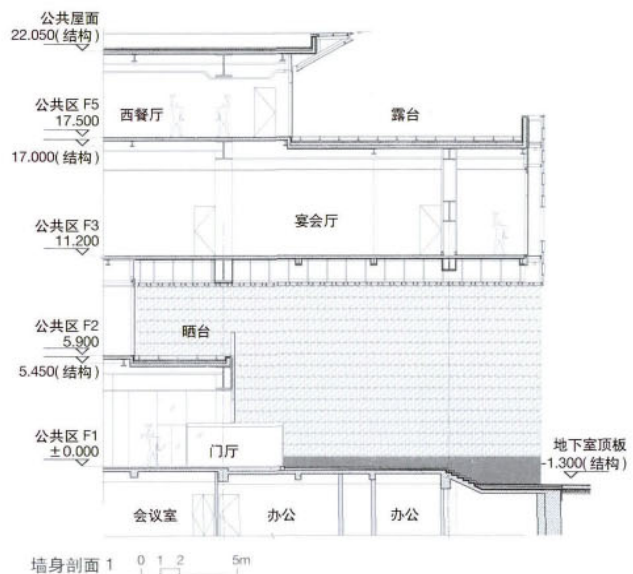 公共屋面
22.050(结构)
公共区 F5
17.500
西餐厅
露台
17.000(结构)
公共区 F3
11.200
宴会厅
公共区 F2
5.900
晒台
5.450(结构)
公共区 F1
±0.000
门厅
地下室顶板
-1.300(结构)
会议室
办公
办公
墙身剖面 1
0 1 2 5m